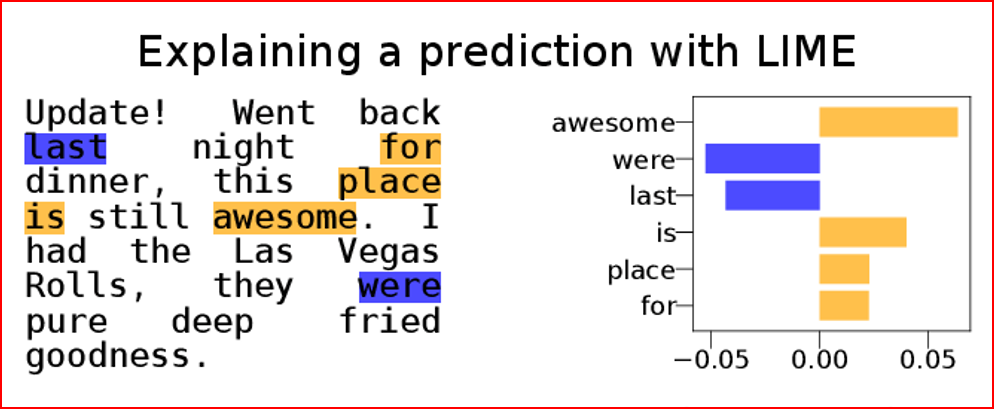 Explaining a prediction with LIME
Update! Went back
last night for
dinner, this place
is still awesome. I
had the Las Vegas
Rolls, they were
pure deep fried
goodness.
awesome
were
last
is
place
for
−0.05 0.00 0.05